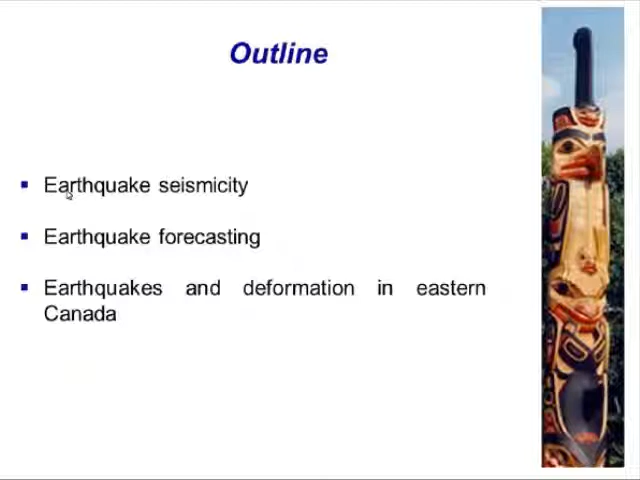 Outline
Earthquake seismicity
Earthquake forecasting
Earthquakes and deformation in eastern
Canada